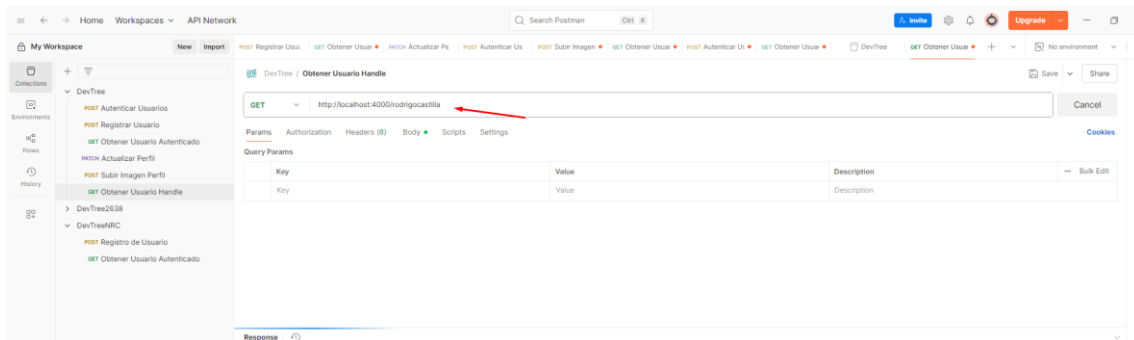 Home Workspaces API Network Search Postman Ctrl K Invite Upgrade
My Workspace New Import POST Registrar Usua GET Obtener Usuar PATCH Actualizar Pe POST Autenticar Us POST Subir Imagen GET Obtener Usuar POST Autenticar Us GET Obtener Usuar DevTree GET Obtener Usuar No environment
Collections
Environments
Flows
History
DevTree
POST Autenticar Usuarios
POST Registrar Usuario
GET Obtener Usuario Autenticado
PATCH Actualizar Perfil
POST Subir Imagen Perfil
GET Obtener Usuario Handle
DevTree2638
DevTreeNRC
POST Registro de Usuario
GET Obtener Usuario Autenticado
DevTree / Obtener Usuario Handle Save Share
GET http://localhost:4000/rodrigocastilla Cancel
Params Authorization Headers (8) Body Scripts Settings Cookies
Query Params
Key Value Description Bulk Edit
Key Value Description
Response